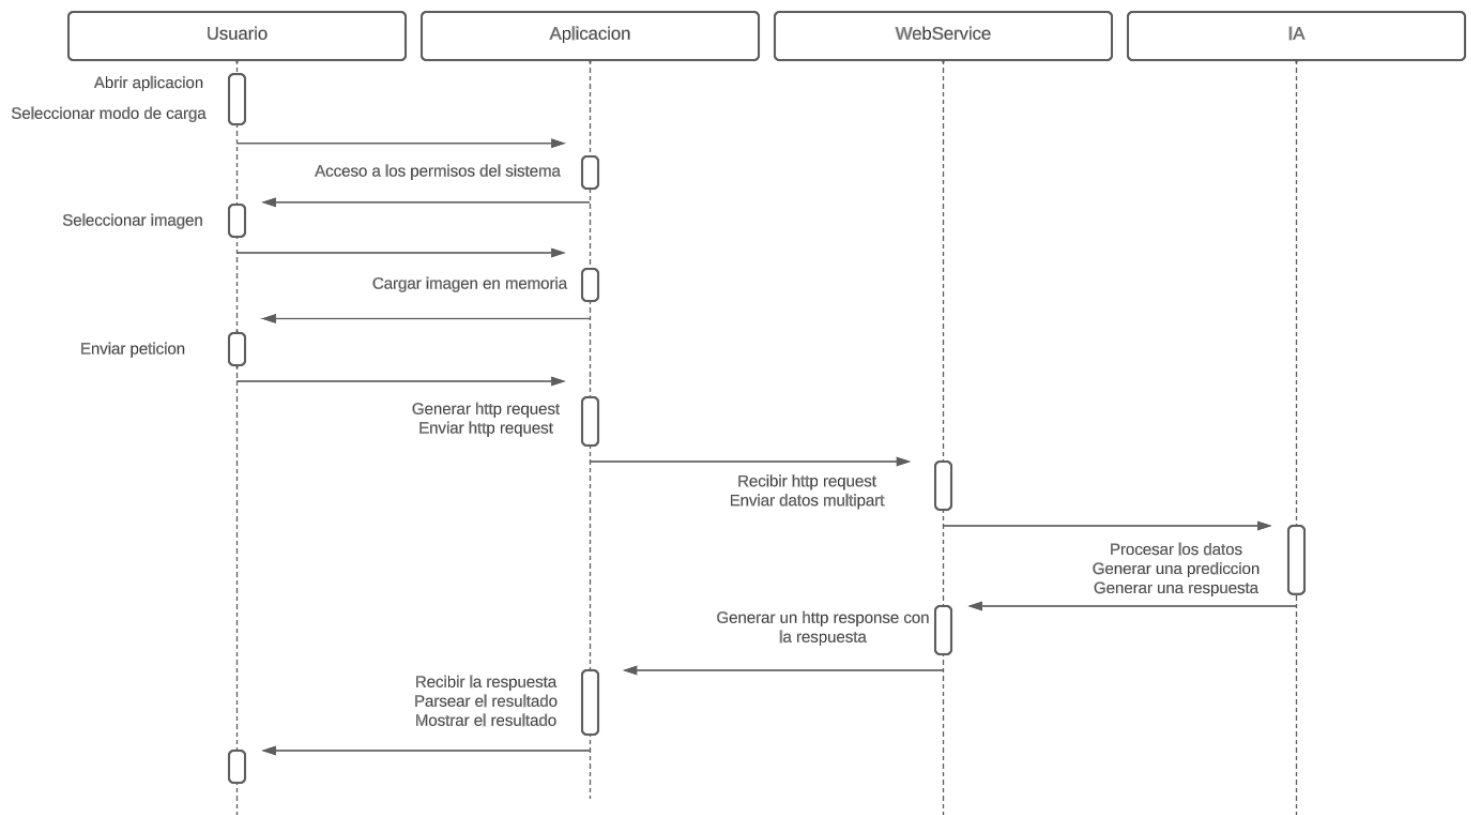 Usuario
Aplicacion
WebService
IA
Abrir aplicacion
Seleccionar modo de carga
Acceso a los permisos del sistema
Seleccionar imagen
Cargar imagen en memoria
Enviar peticion
Generar http request
Enviar http request
Recibir http request
Enviar datos multipart
Procesar los datos
Generar una prediccion
Generar una respuesta
Generar un http response con
la respuesta
Recibir la respuesta
Parsear el resultado
Mostrar el resultado